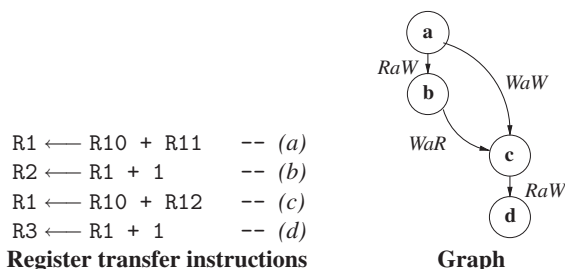 a
RaW
WaW
b
WaR
c
RaW
d
R1 ⟵ R10 + R11 -- (a)
R2 ⟵ R1 + 1 -- (b)
R1 ⟵ R10 + R12 -- (c)
R3 ⟵ R1 + 1 -- (d)
Register transfer instructions
Graph